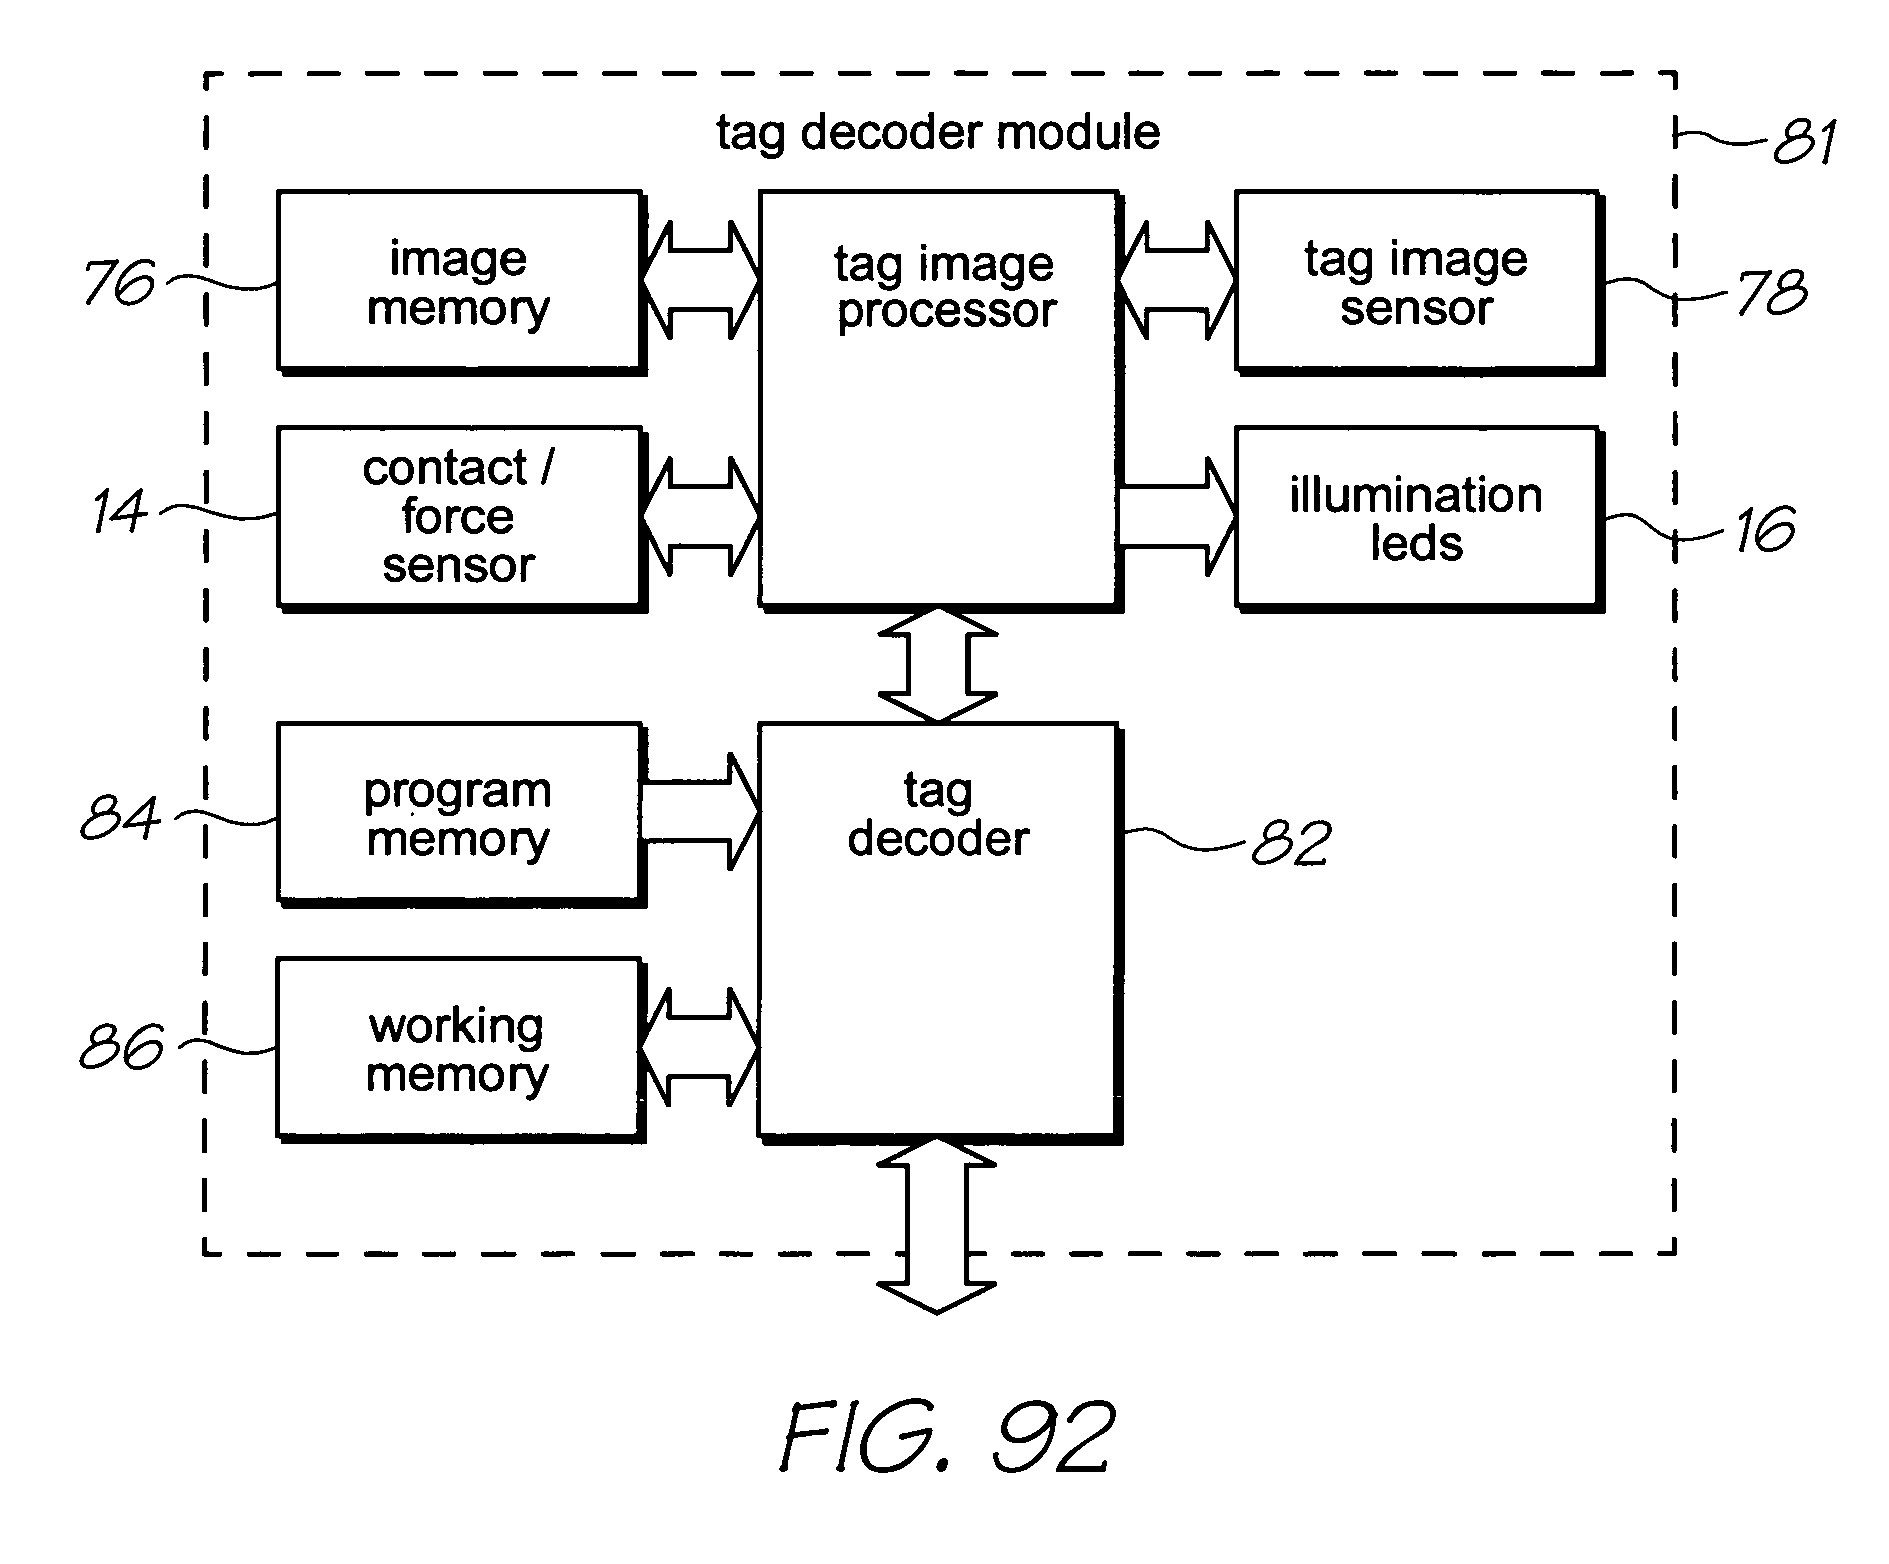 tag decoder module
81
image
memory
76
tag image
processor
tag image
sensor
78
contact /
force
sensor
14
illumination
leds
16
program
memory
84
tag
decoder
82
working
memory
86
FIG. 92